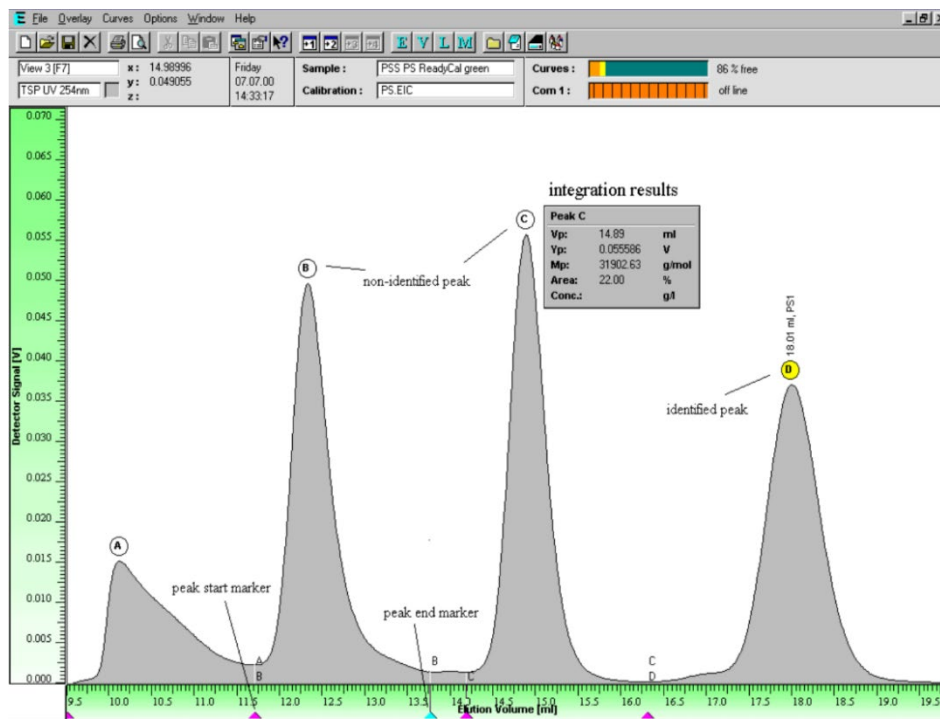 File Overlay Curves Options Window Help
E V L M
View 3 [F7]
x: 14.98996
Friday
Sample :
PSS PS ReadyCal green
Curves :
86 % free
TSP UV 254nm
y: 0.049055
07.07.00
z:
14:33:17
Calibration :
PS.EIC
Corn 1 :
off line
0.070
0.065
0.060
0.055
0.050
0.045
0.040
0.035
0.030
0.025
0.020
0.015
0.010
0.005
0.000
Detector Signal [V]
integration results
Peak C
Vp: 14.89 ml
Yp: 0.055586 V
Mp: 31902.63 g/mol
Area: 22.00 %
Conc.: g/l
A
B
C
D
non-identified peak
18.01 ml, PS1
identified peak
peak start marker
peak end marker
A
B
B
C
C
D
9.5 10.0 10.5 11.0 11.5 12.0 12.5 13.0 13.5 14.0 14.5 15.0 15.5 16.0 16.5 17.0 17.5 18.0 18.5 19.0 19.5
Elution Volume [ml]